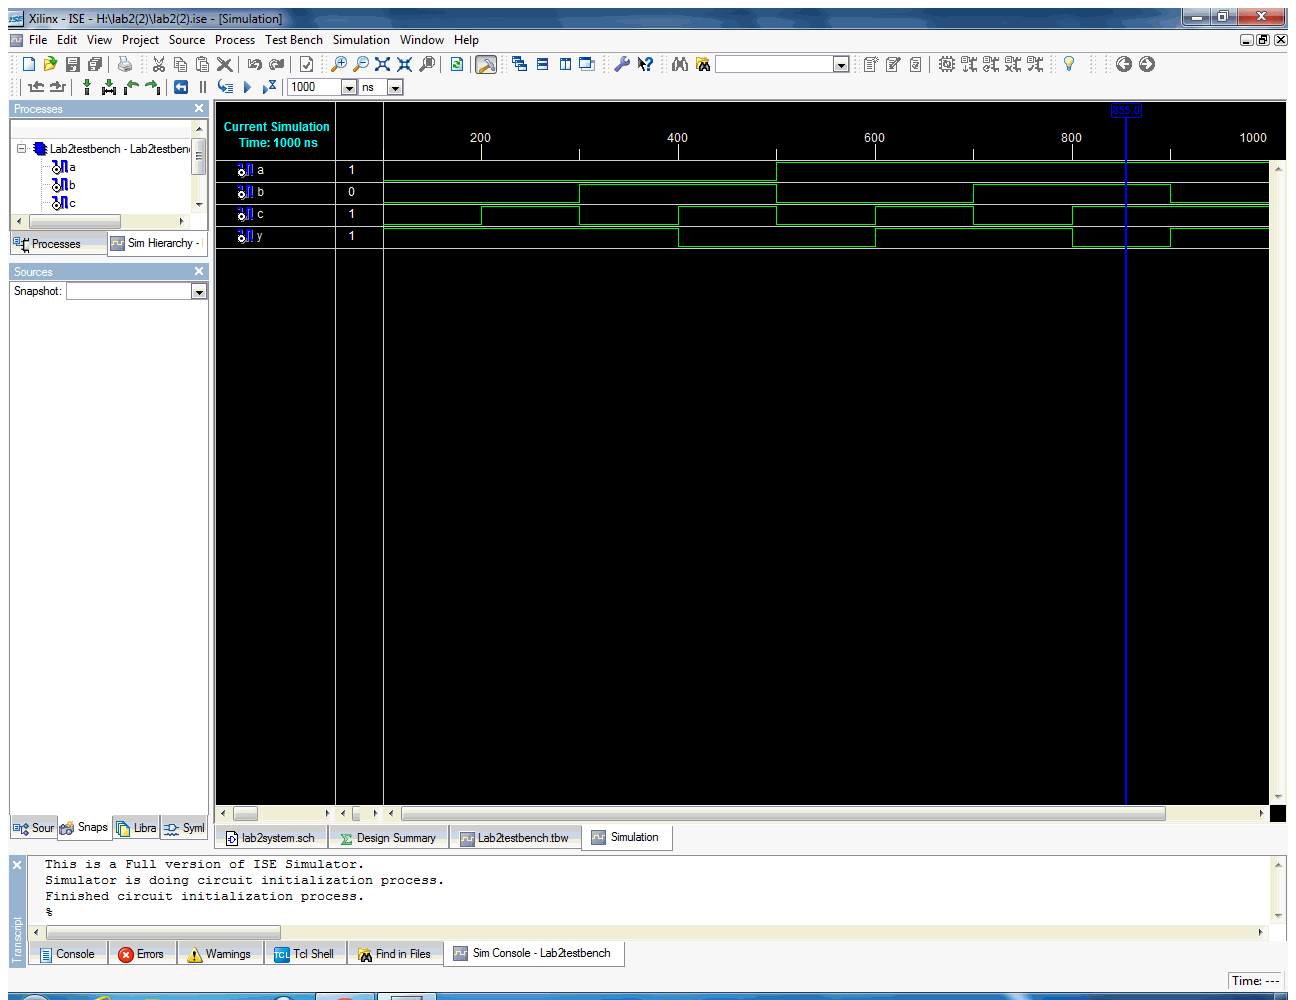 Xilinx - ISE - H:\lab2(2)\lab2(2).ise - [Simulation]
File Edit View Project Source Process Test Bench Simulation Window Help
1000 ns
Processes
Lab2testbench - Lab2testben
a
b
c
Processes Sim Hierarchy -
Sources
Snapshot:
Sour Snaps Libra Syml
855.0
Current Simulation
Time: 1000 ns
200 400 600 800 1000
a 1
b 0
c 1
y 1
lab2system.sch Design Summary Lab2testbench.tbw Simulation
This is a Full version of ISE Simulator.
Simulator is doing circuit initialization process.
Finished circuit initialization process.
%
Transcript
Console Errors Warnings TCL Tcl Shell Find in Files Sim Console - Lab2testbench
Time: ---